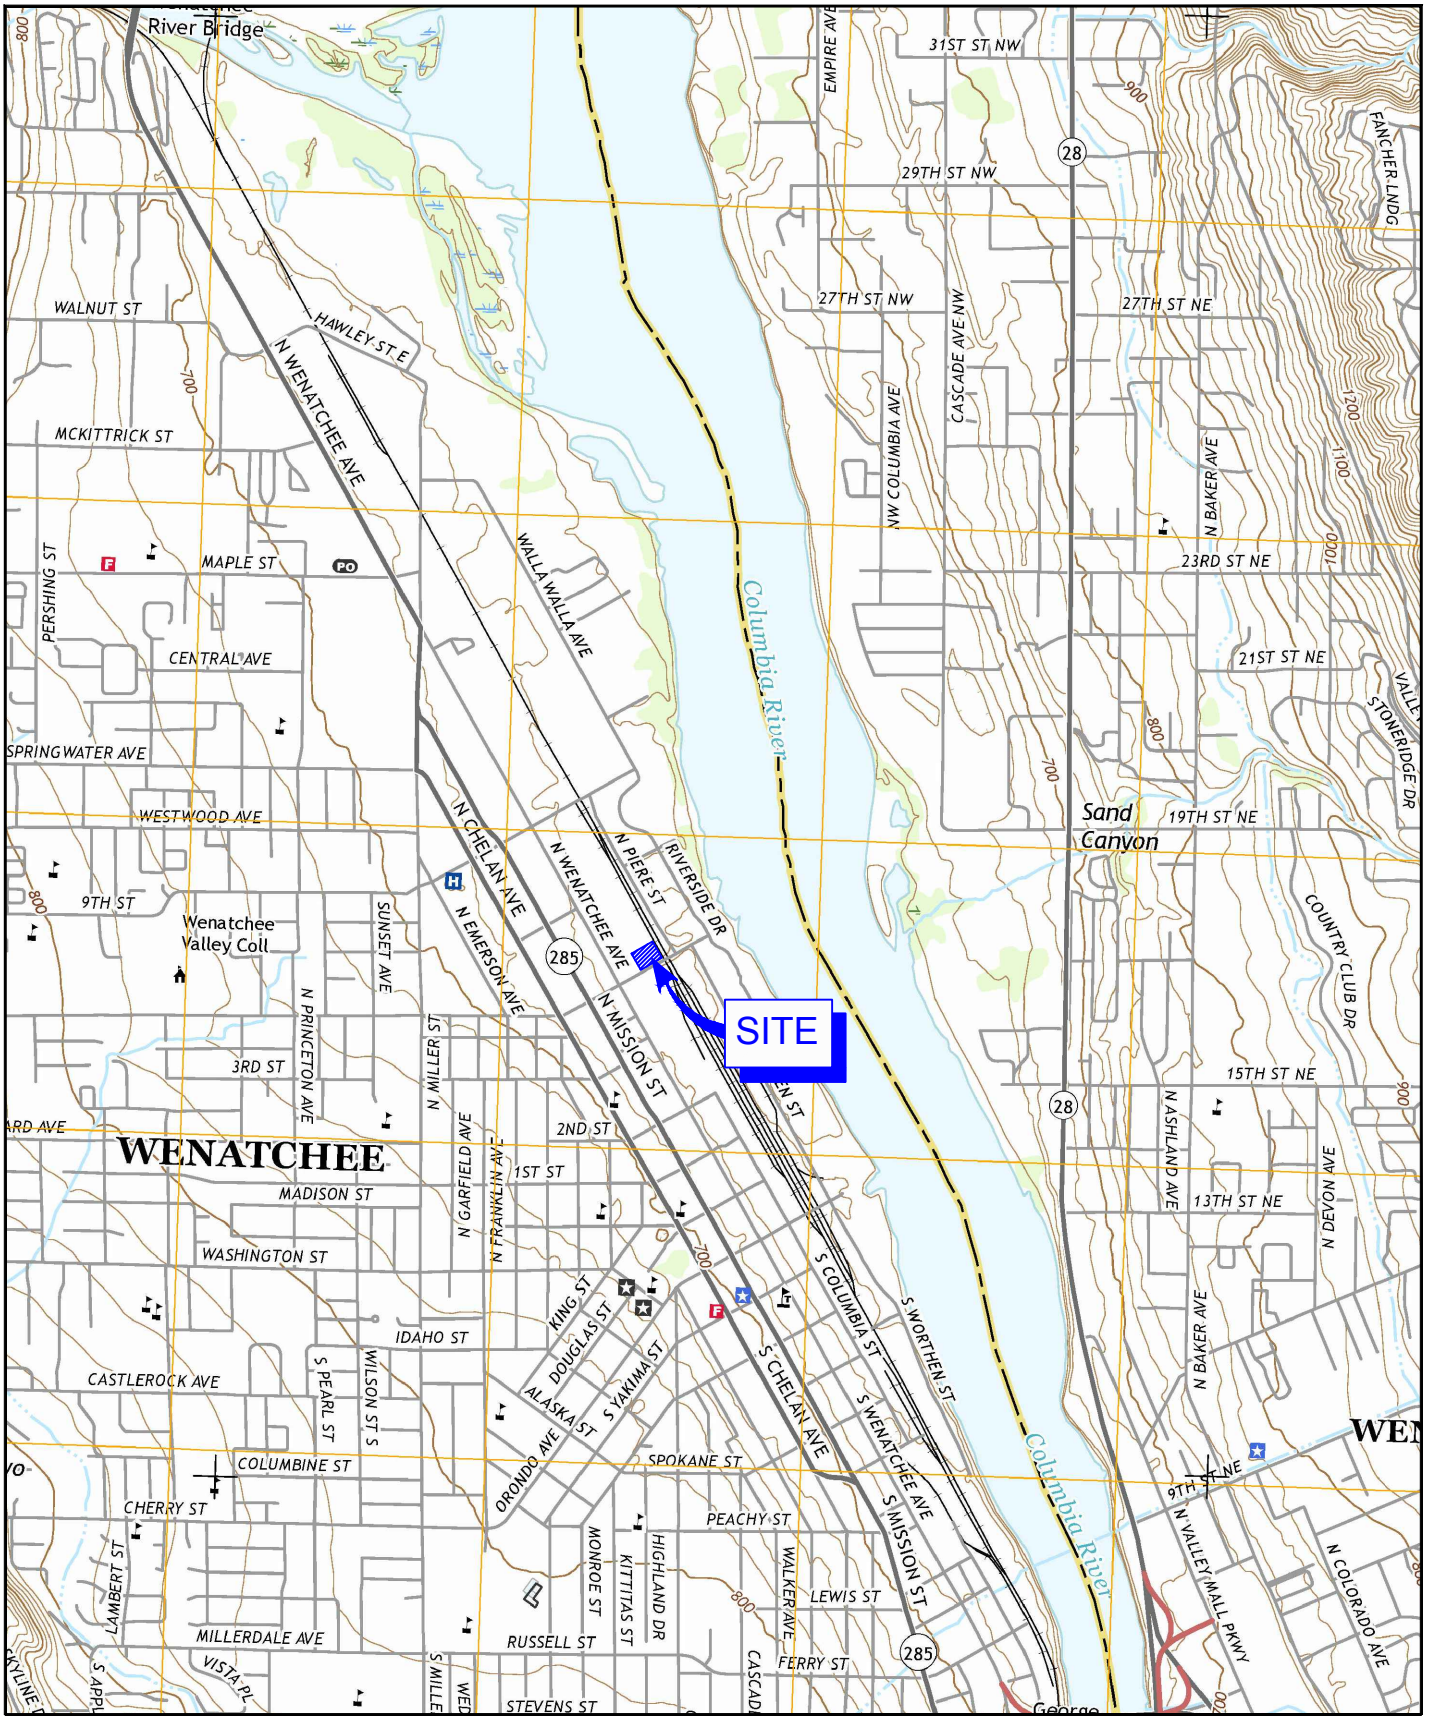 River Bridge
800
EMPIRE AVE
31ST ST NW
900
28
FANCHER LNDG
29TH ST NW
27TH ST NW
27TH ST NE
CASCADE AVE NW
WALNUT ST
HAWLEY ST E
N WENATCHEE AVE
700
NW COLUMBIA AVE
1200
1100
1000
MCKITTRICK ST
N BAKER AVE
PERSHING ST
F
MAPLE ST
PO
WALLA WALLA AVE
23RD ST NE
Columbia River
CENTRAL AVE
21ST ST NE
STONERIDGE DR
800
700
SPRINGWATER AVE
WESTWOOD AVE
Sand
Canyon
19TH ST NE
N CHELAN AVE
N WENATCHEE AVE
N PIERE ST
RIVERSIDE DR
H
800
9TH ST
Wenatchee
Valley Coll
SUNSET AVE
N EMERSON AVE
285
COUNTRY CLUB DR
N PRINCETON AVE
N MILLER ST
N MISSION ST
SITE
EN ST
3RD ST
15TH ST NE
900
28
N ASHLAND AVE
ARD AVE
WENATCHEE
N GARFIELD AVE
N FRANKLIN AVE
2ND ST
1ST ST
MADISON ST
13TH ST NE
N DEVON AVE
WASHINGTON ST
700
KING ST
DOUGLAS ST
F
S COLUMBIA ST
S WORTHEN ST
N BAKER AVE
IDAHO ST
S PEARL ST
WILSON ST S
CASTLEROCK AVE
ALASKA ST
S YAKIMA ST
S CHELAN AVE
S WENATCHEE AVE
WEN
COLUMBINE ST
ORONDO AVE
SPOKANE ST
Columbia River
9TH ST NE
CHERRY ST
PEACHY ST
S MISSION ST
LAMBERT ST
MONROE ST
KITTITAS ST
HIGHLAND DR
WALKER AVE
LEWIS ST
800
N VALLEY MALL PKWY
N COLORADO AVE
MILLERDALE AVE
RUSSELL ST
FERRY ST
285
VISTA PL
S APPL
S MILLE
WED
STEVENS ST
CASCAD
George